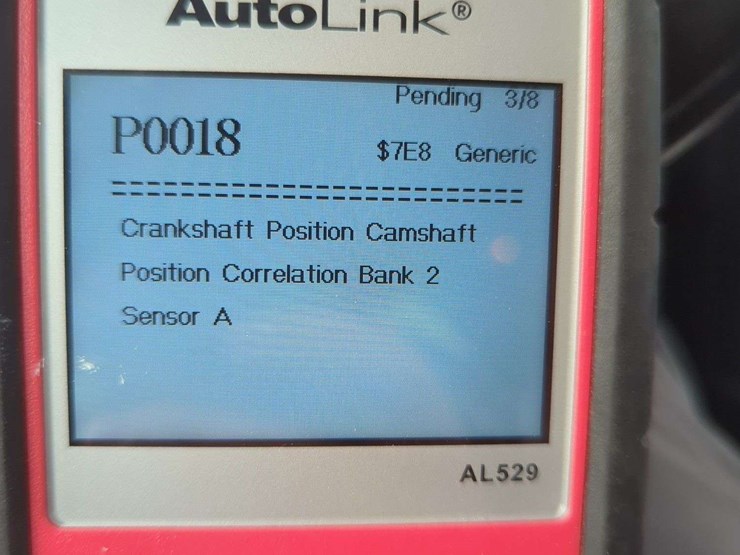 AutoLink®
Pending 3/8
P0018
$7E8 Generic
===========================
Crankshaft Position Camshaft
Position Correlation Bank 2
Sensor A
AL529